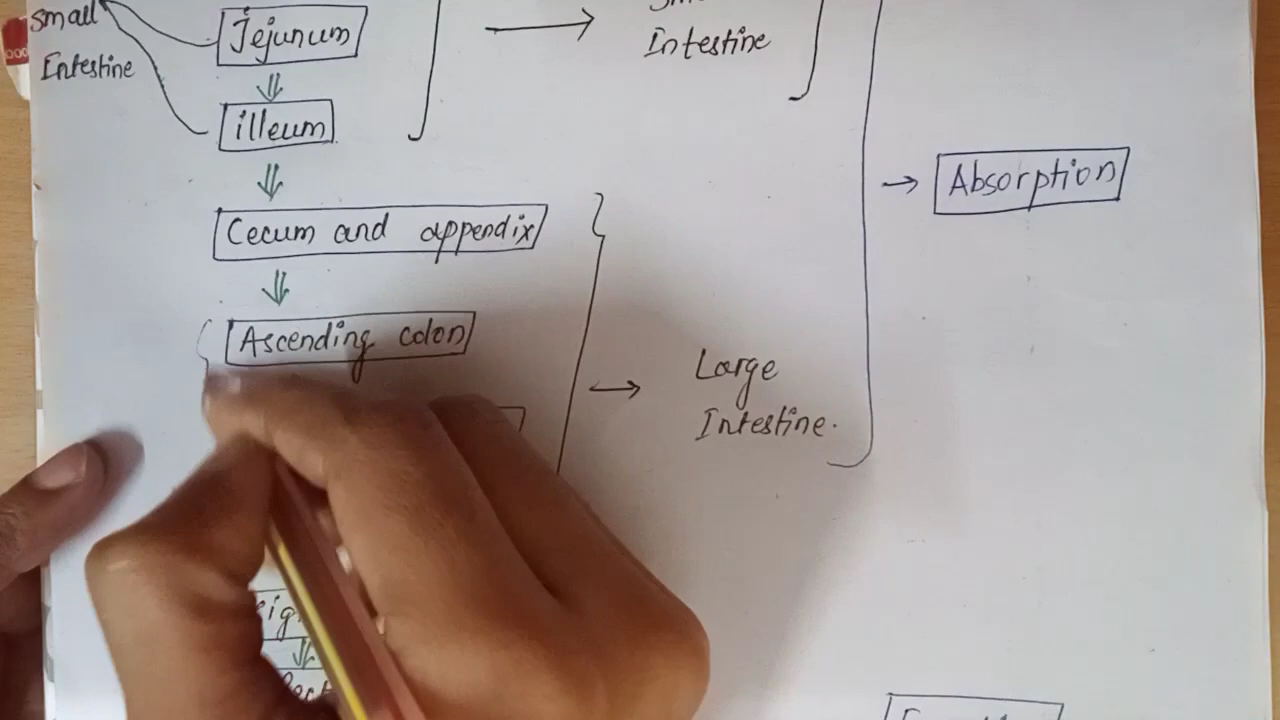 Small
Intestine
Jejunum
Intestine
illeum
Absorption
Cecum and appendix
Ascending colon
Large
Intestine.